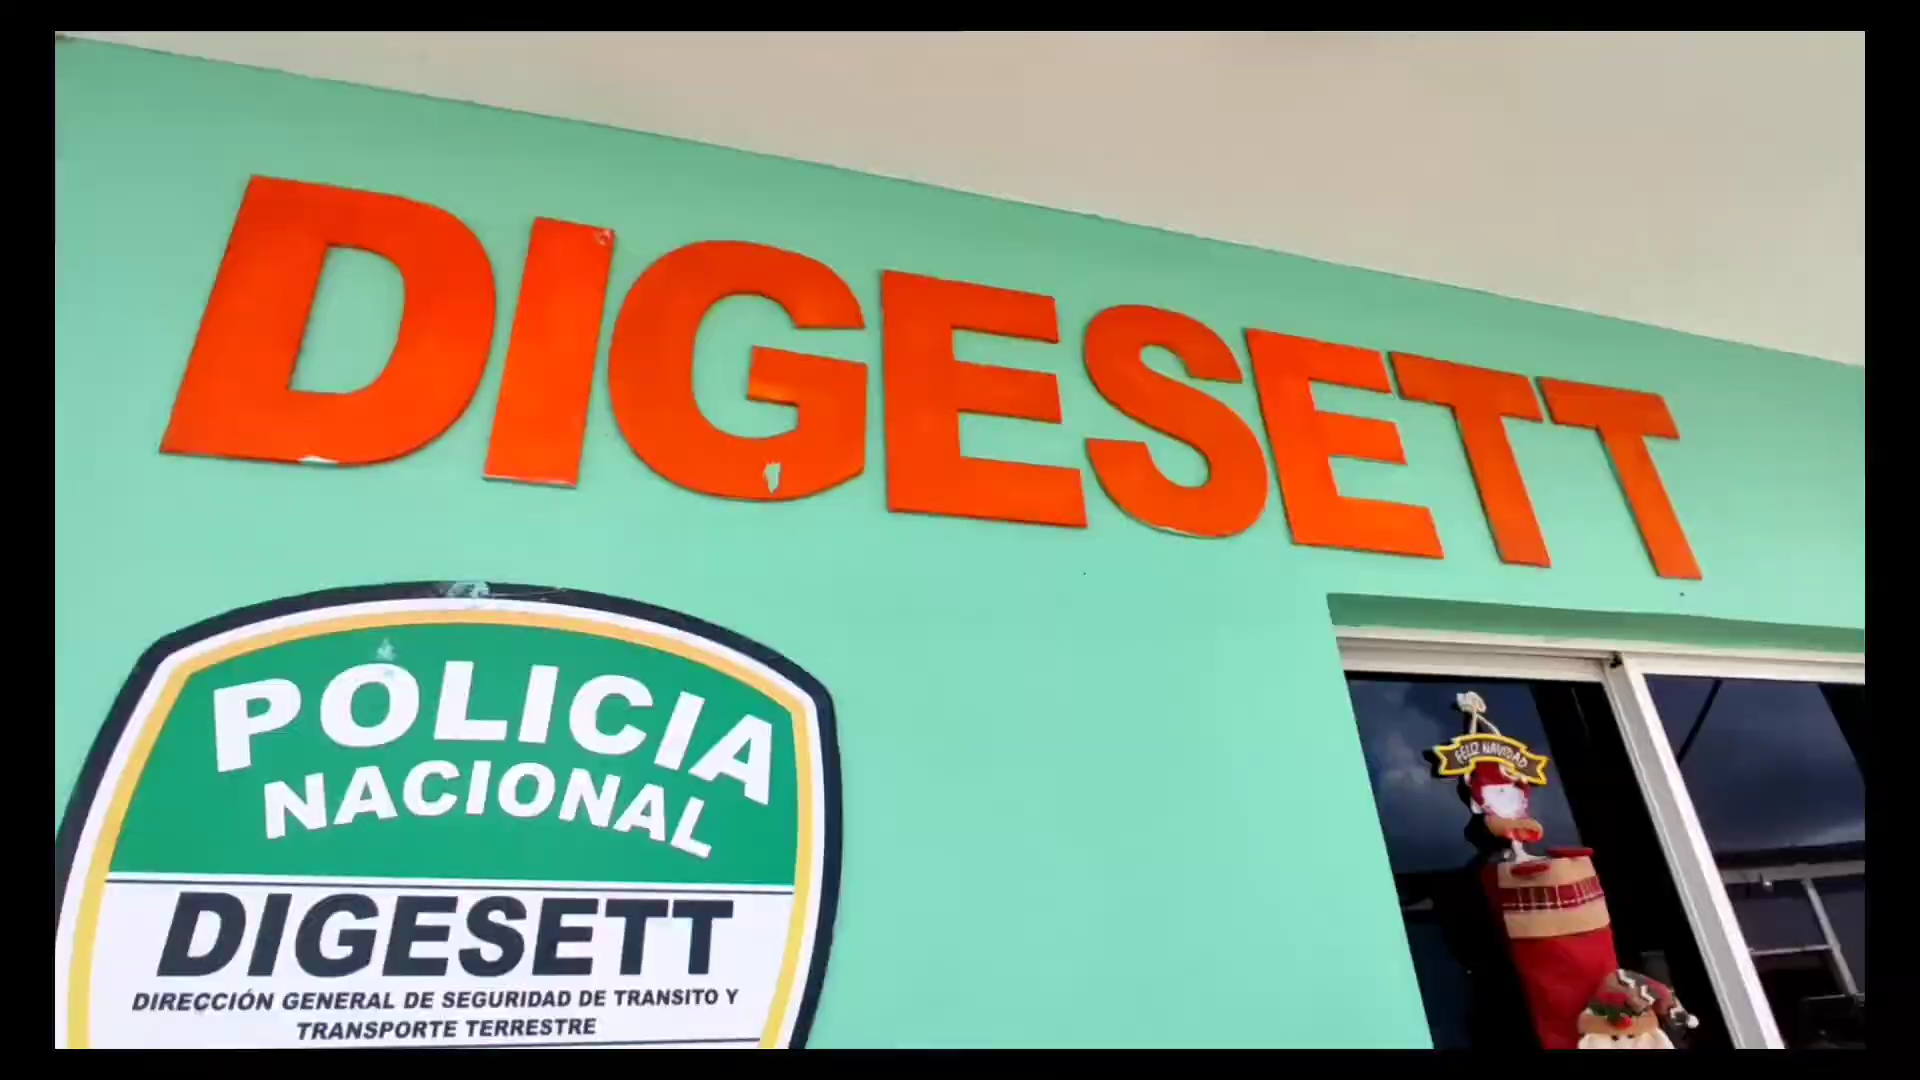 DIGESETT
POLICIA
NACIONAL
DIGESETT
DIRECCIÓN GENERAL DE SEGURIDAD DE TRANSITO Y
TRANSPORTE TERRESTRE
FELIZ NAVIDAD